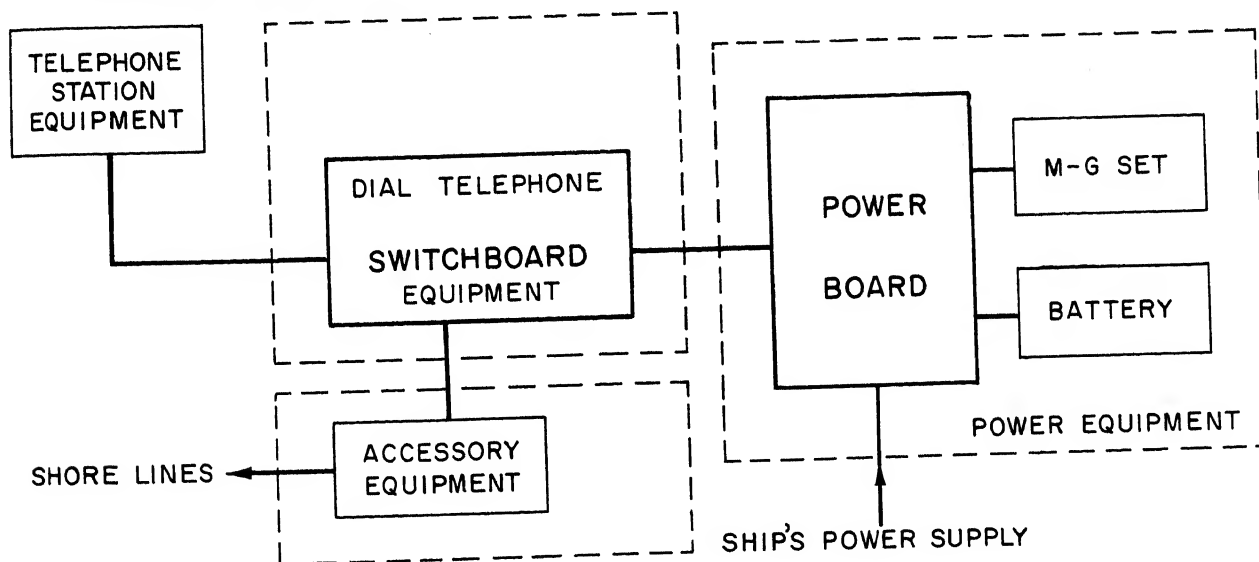 TELEPHONE
STATION
EQUIPMENT
DIAL TELEPHONE
SWITCHBOARD
EQUIPMENT
POWER
BOARD
M-G SET
BATTERY
POWER EQUIPMENT
ACCESSORY
EQUIPMENT
SHORE LINES
SHIP'S POWER SUPPLY